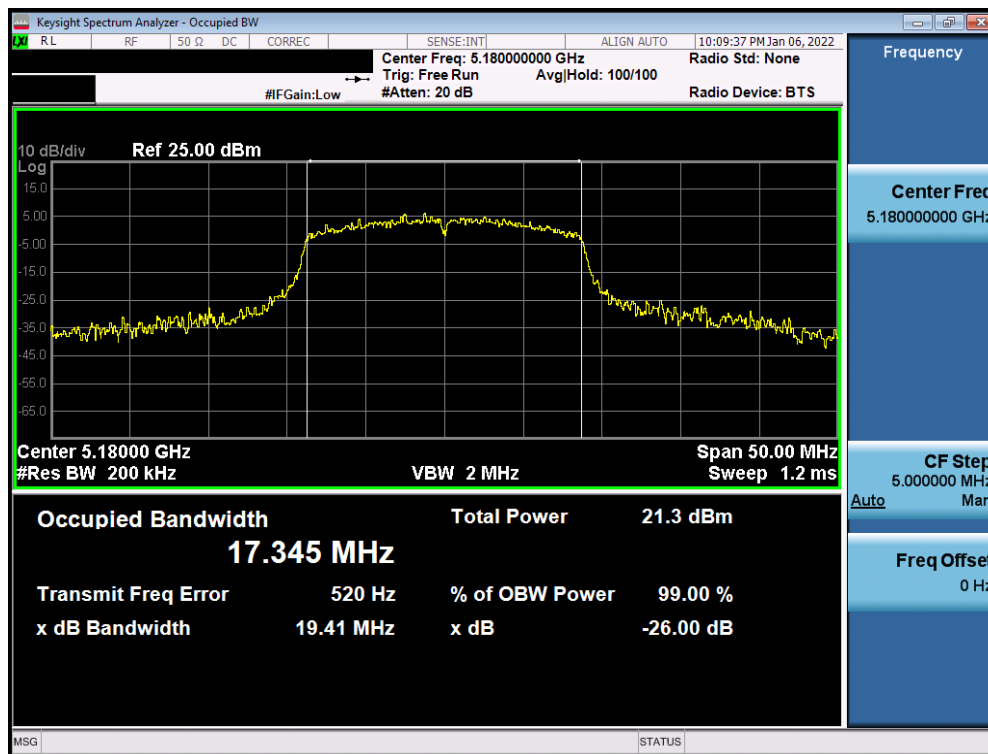 Keysight Spectrum Analyzer - Occupied BW
LXI RL RF 50 Ω DC CORREC SENSE:INT ALIGN AUTO 10:09:37 PM Jan 06, 2022
Center Freq: 5.180000000 GHz Radio Std: None
Trig: Free Run Avg|Hold: 100/100
#IFGain:Low #Atten: 20 dB Radio Device: BTS
10 dB/div Ref 25.00 dBm
Log
15.0
5.00
-5.00
-15.0
-25.0
-35.0
-45.0
-55.0
-65.0
Center 5.18000 GHz Span 50.00 MHz
#Res BW 200 kHz VBW 2 MHz Sweep 1.2 ms
Occupied Bandwidth Total Power 21.3 dBm
17.345 MHz
Transmit Freq Error 520 Hz % of OBW Power 99.00 %
x dB Bandwidth 19.41 MHz x dB -26.00 dB
MSG STATUS
Frequency
Center Freq
5.180000000 GHz
CF Step
5.000000 MHz
Auto Man
Freq Offset
0 Hz